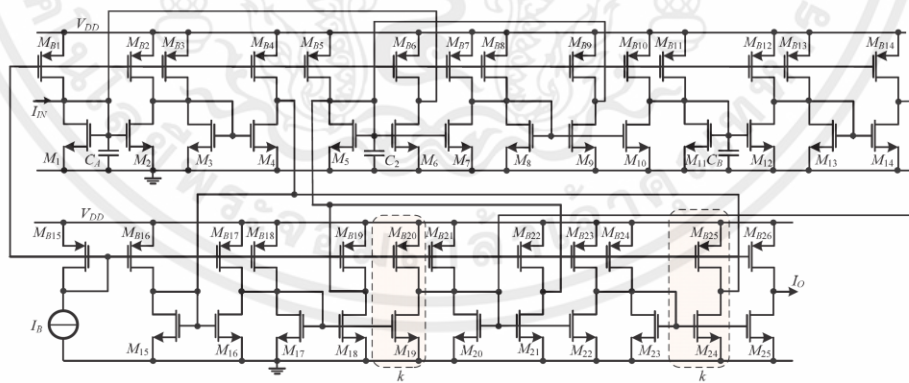 V_DD
M_B1 M_B2 M_B3 M_B4 M_B5 M_B6 M_B7 M_B8 M_B9 M_B10 M_B11 M_B12 M_B13 M_B14
I_IN
M_1 C_A M_2 M_3 M_4 M_5 C_2 M_6 M_7 M_8 M_9 M_10 M_11 C_B M_12 M_13 M_14
V_DD
M_B15 M_B16 M_B17 M_B18 M_B19 M_B20 M_B21 M_B22 M_B23 M_B24 M_B25 M_B26
I_O
I_B
M_15 M_16 M_17 M_18 M_19 M_20 M_21 M_22 M_23 M_24 M_25
k k